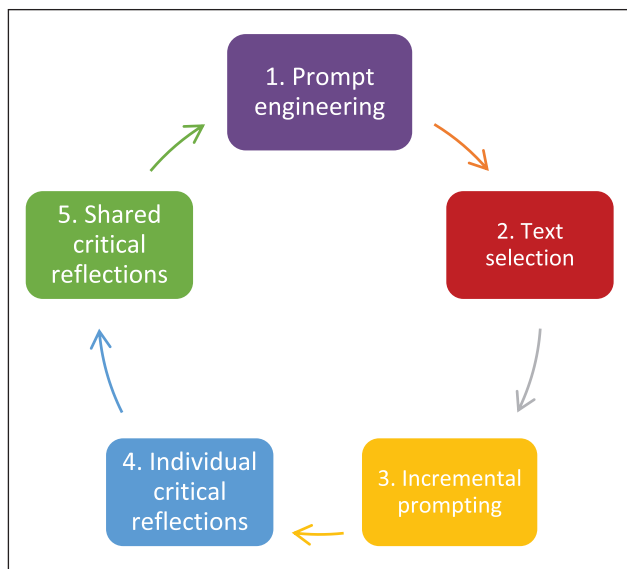 1. Prompt
engineering
2. Text
selection
3. Incremental
prompting
4. Individual
critical
reflections
5. Shared
critical
reflections